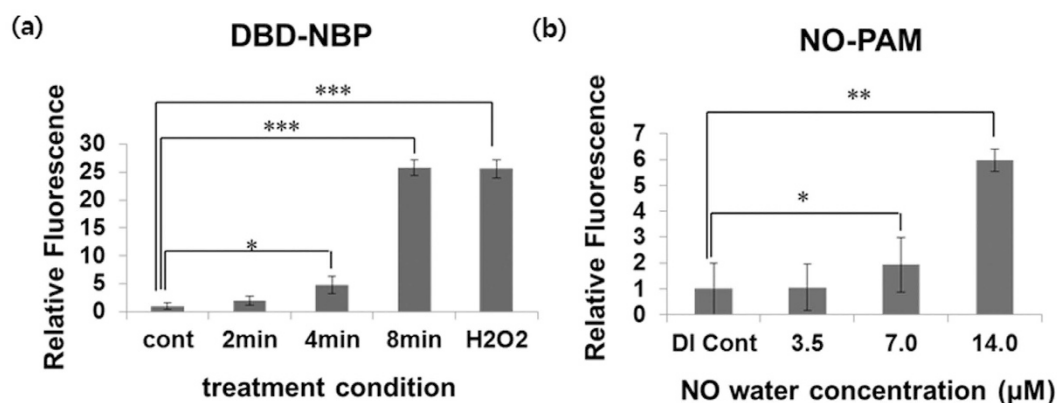 (a)
DBD-NBP
***
***
*
30
25
20
15
10
5
0
Relative Fluorescence
cont 2min 4min 8min H2O2
treatment condition
(b)
NO-PAM
**
*
7
6
5
4
3
2
1
0
Relative Fluorescence
DI Cont 3.5 7.0 14.0
NO water concentration (μM)